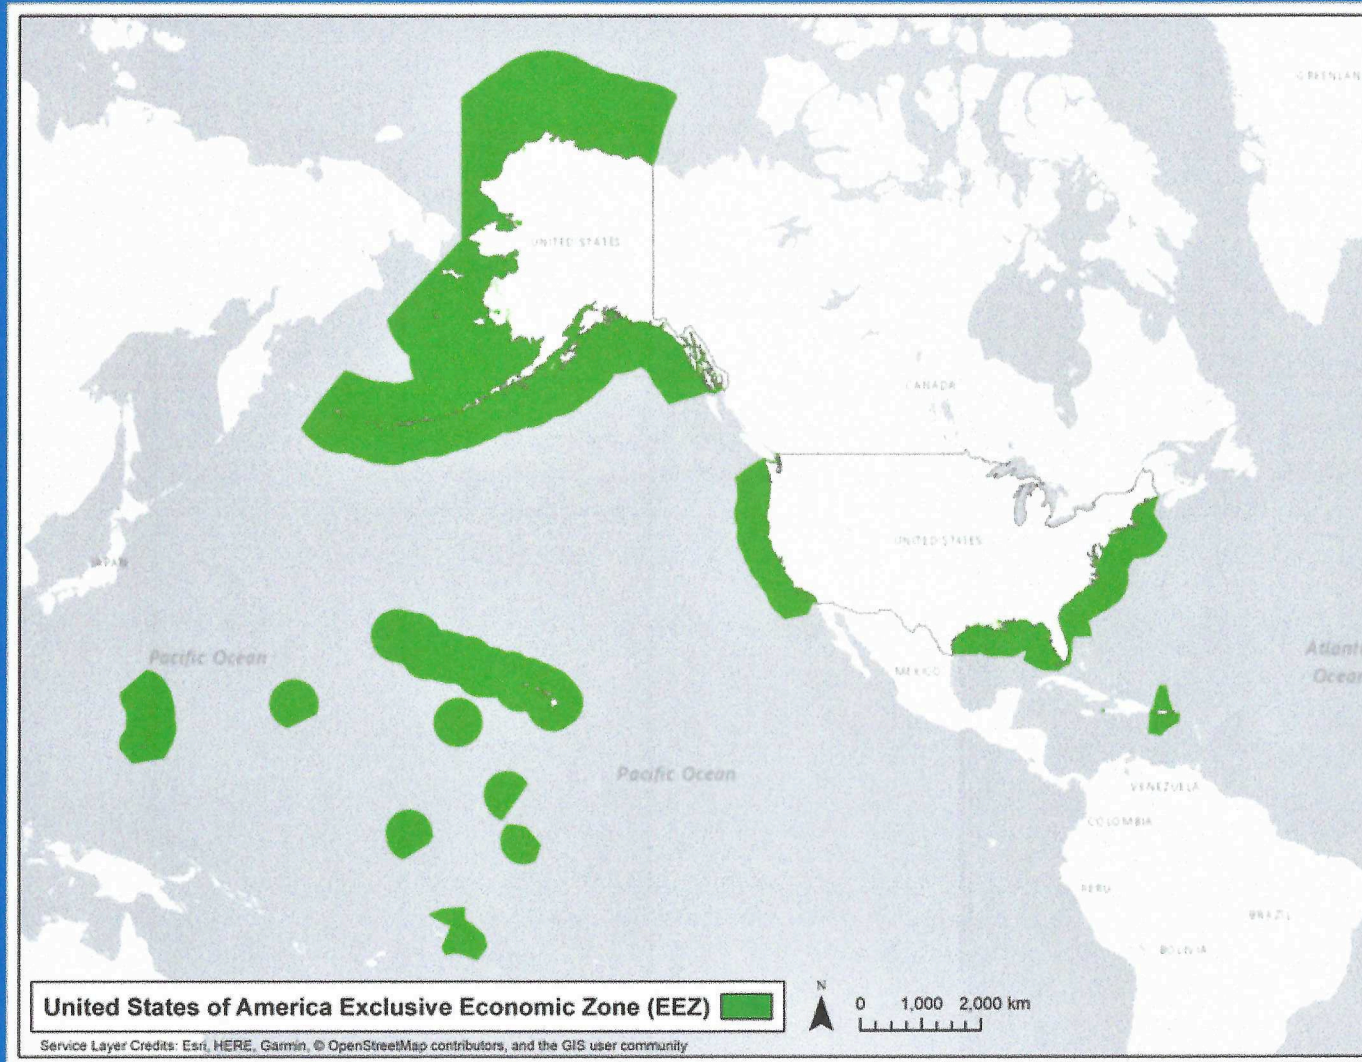 GREENLAN
UNITED STATES
CANADA
UNITED STATES
JAPAN
Pacific Ocean
Atlanti
Ocean
MEXICO
Pacific Ocean
VENEZUELA
COLOMBIA
PERU
BRAZIL
BOLIVIA
United States of America Exclusive Economic Zone (EEZ)
N
0 1,000 2,000 km
Service Layer Credits: Esri, HERE, Garmin, © OpenStreetMap contributors, and the GIS user community